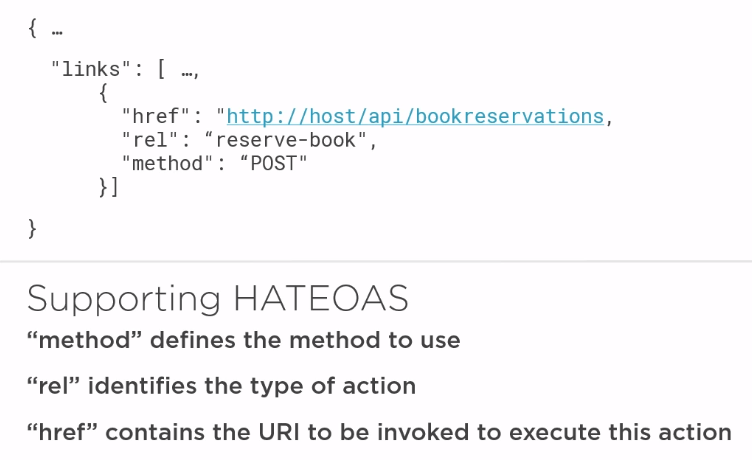 { …
"links": [ …,
{
"href": "http://host/api/bookreservations,
"rel": “reserve-book",
"method": “POST"
}]
}
Supporting HATEOAS
“method” defines the method to use
“rel” identifies the type of action
“href” contains the URI to be invoked to execute this action